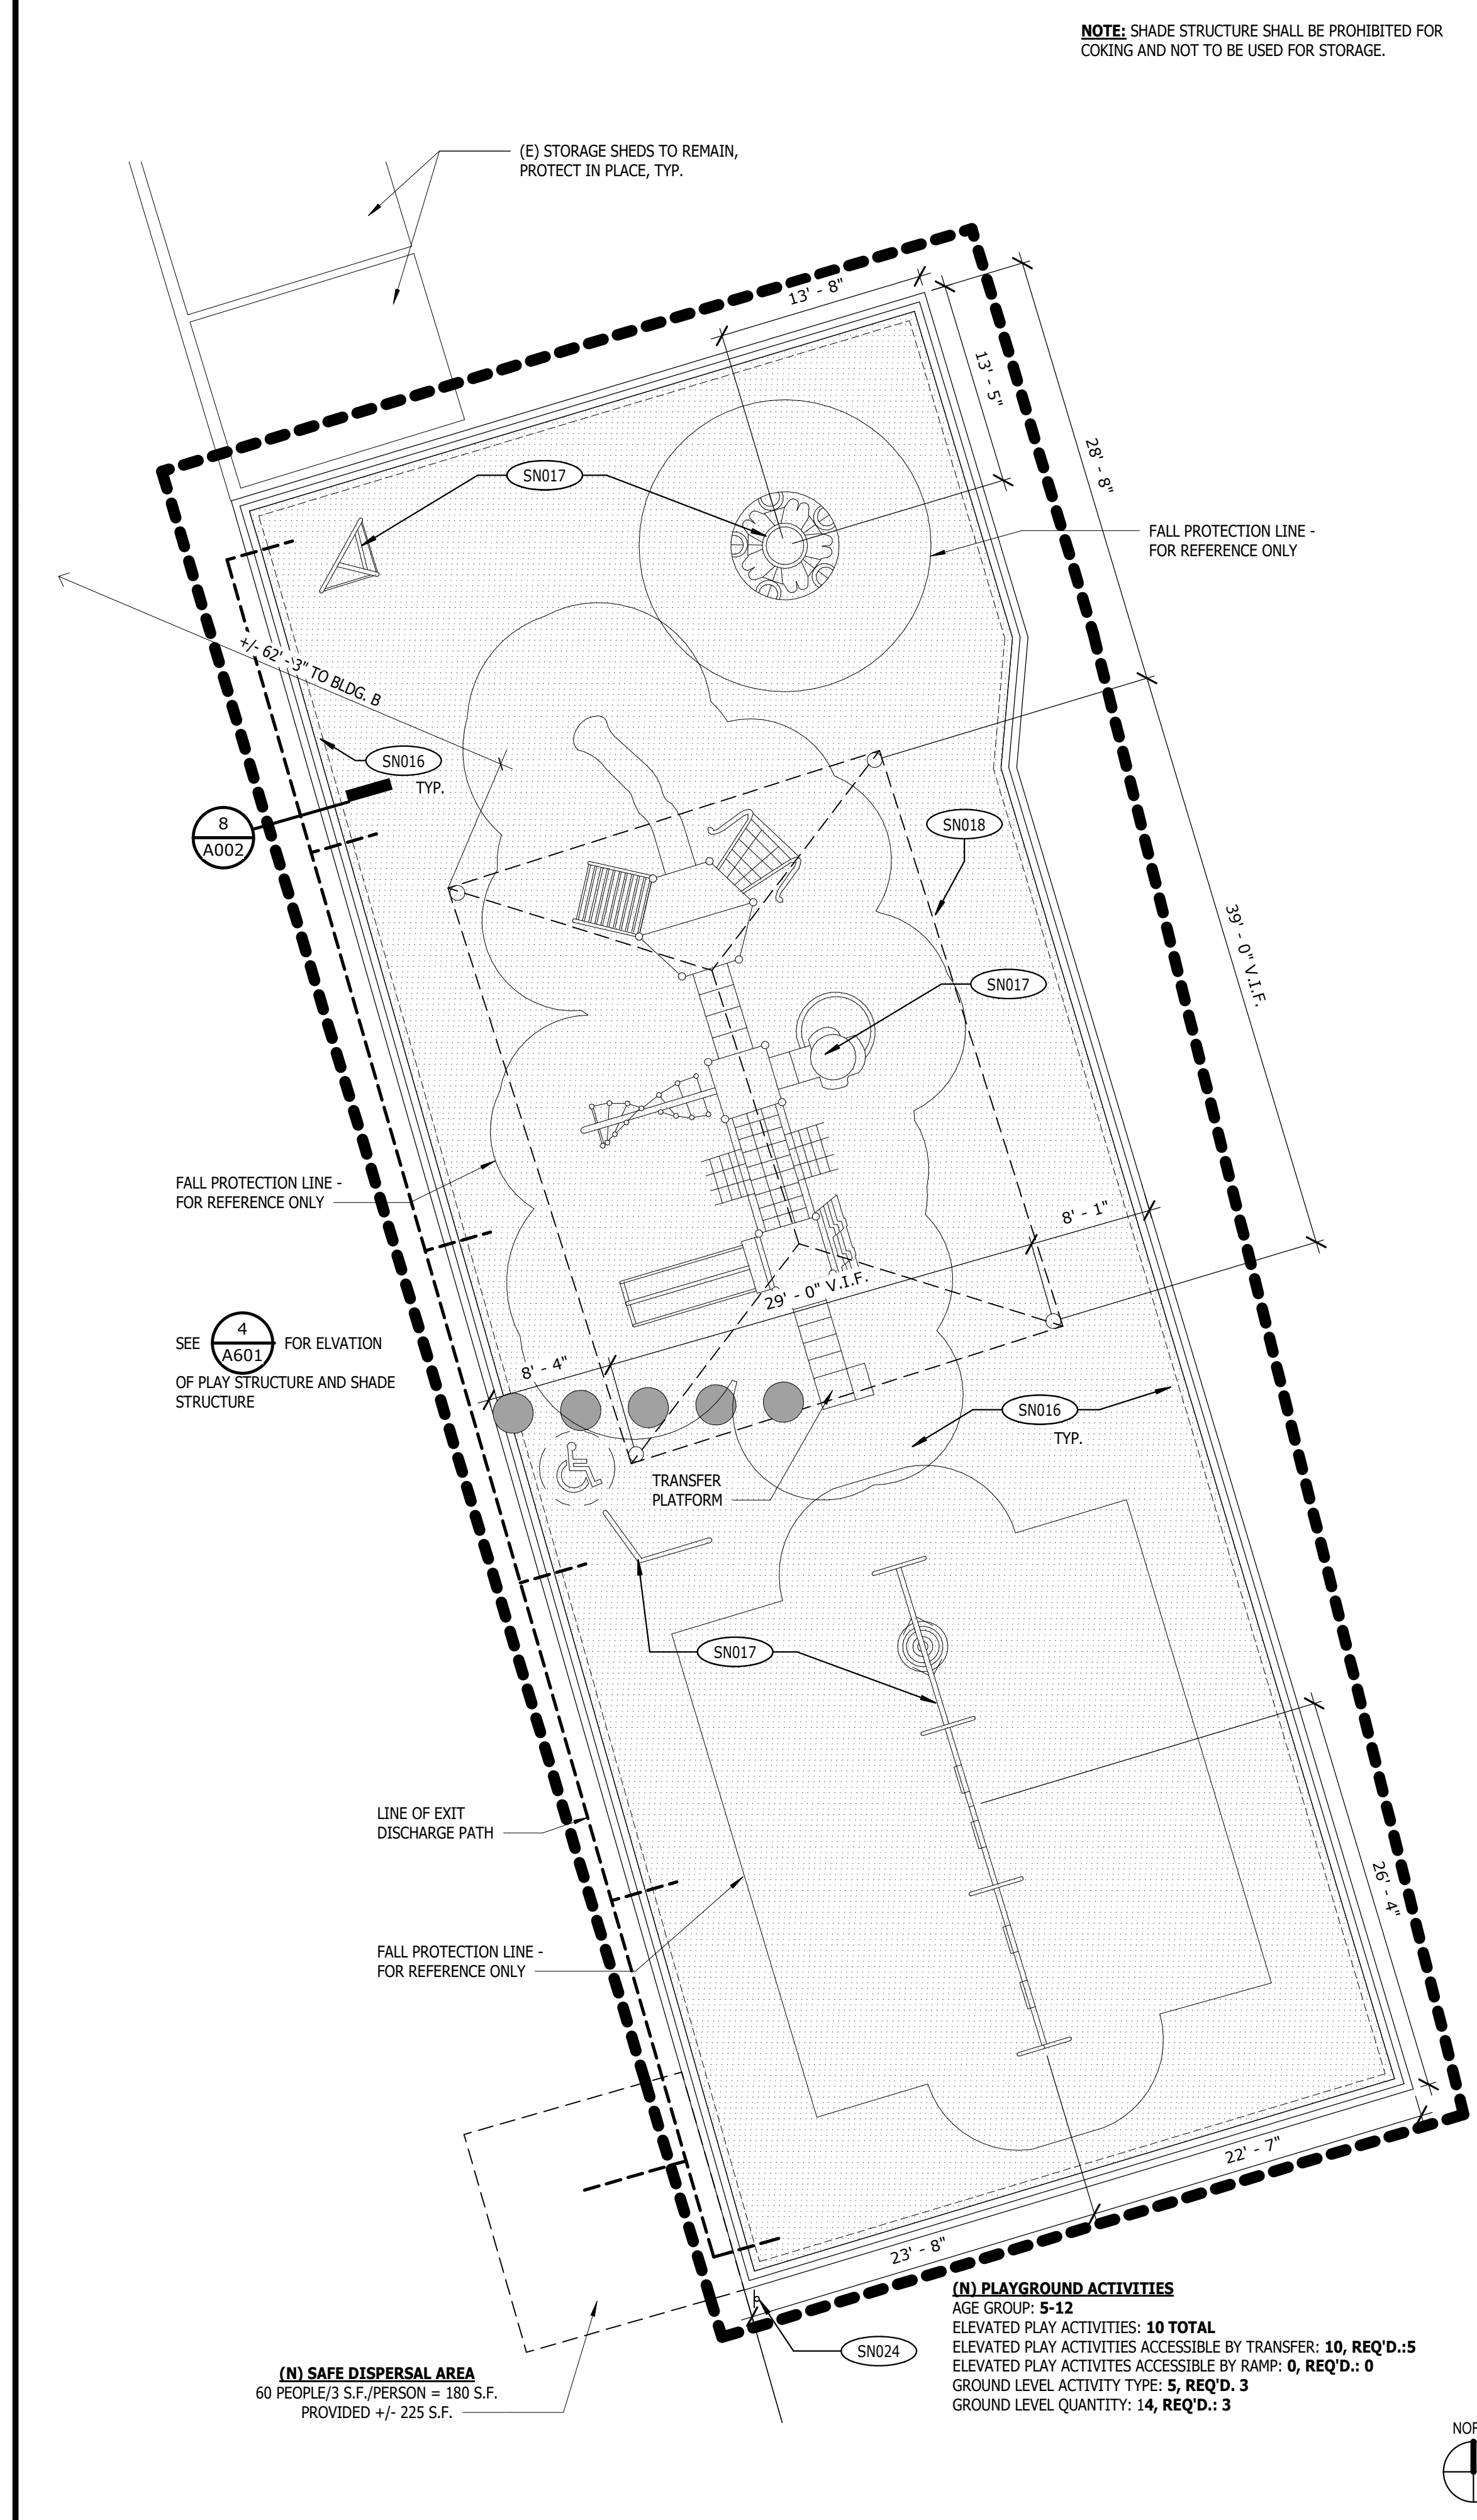 NOTE: SHADE STRUCTURE SHALL BE PROHIBITED FOR
COKING AND NOT TO BE USED FOR STORAGE.
(E) STORAGE SHEDS TO REMAIN,
PROTECT IN PLACE, TYP.
13' - 8"
13' - 5"
28' - 8"
SN017
FALL PROTECTION LINE -
FOR REFERENCE ONLY
+/- 62' - 3" TO BLDG. B
SN016
TYP.
8
A002
SN018
39' - 0" V.I.F.
SN017
FALL PROTECTION LINE -
FOR REFERENCE ONLY
8' - 1"
29' - 0" V.I.F.
8' - 4"
SEE
4
A601
FOR ELVATION
OF PLAY STRUCTURE AND SHADE
STRUCTURE
SN016
TYP.
TRANSFER
PLATFORM
SN017
LINE OF EXIT
DISCHARGE PATH
26' - 4"
FALL PROTECTION LINE -
FOR REFERENCE ONLY
22' - 7"
23' - 8"
SN024
(N) PLAYGROUND ACTIVITIES
AGE GROUP: 5-12
ELEVATED PLAY ACTIVITIES: 10 TOTAL
ELEVATED PLAY ACTIVITIES ACCESSIBLE BY TRANSFER: 10, REQ'D.:5
ELEVATED PLAY ACTIVITES ACCESSIBLE BY RAMP: 0, REQ'D.: 0
GROUND LEVEL ACTIVITY TYPE: 5, REQ'D. 3
GROUND LEVEL QUANTITY: 14, REQ'D.: 3
(N) SAFE DISPERSAL AREA
60 PEOPLE/3 S.F./PERSON = 180 S.F.
PROVIDED +/- 225 S.F.
NOR